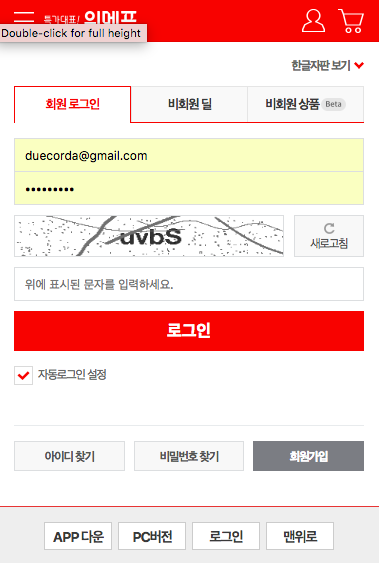 특가대표! 위메프
Double-click for full height
한글자판 보기
회원 로그인
비회원 딜
비회원 상품 Beta
duecorda@gmail.com
•••••••••
uvbS
새로고침
위에 표시된 문자를 입력하세요.
로그인
자동로그인 설정
아이디 찾기
비밀번호 찾기
회원가입
APP 다운
PC버전
로그인
맨위로